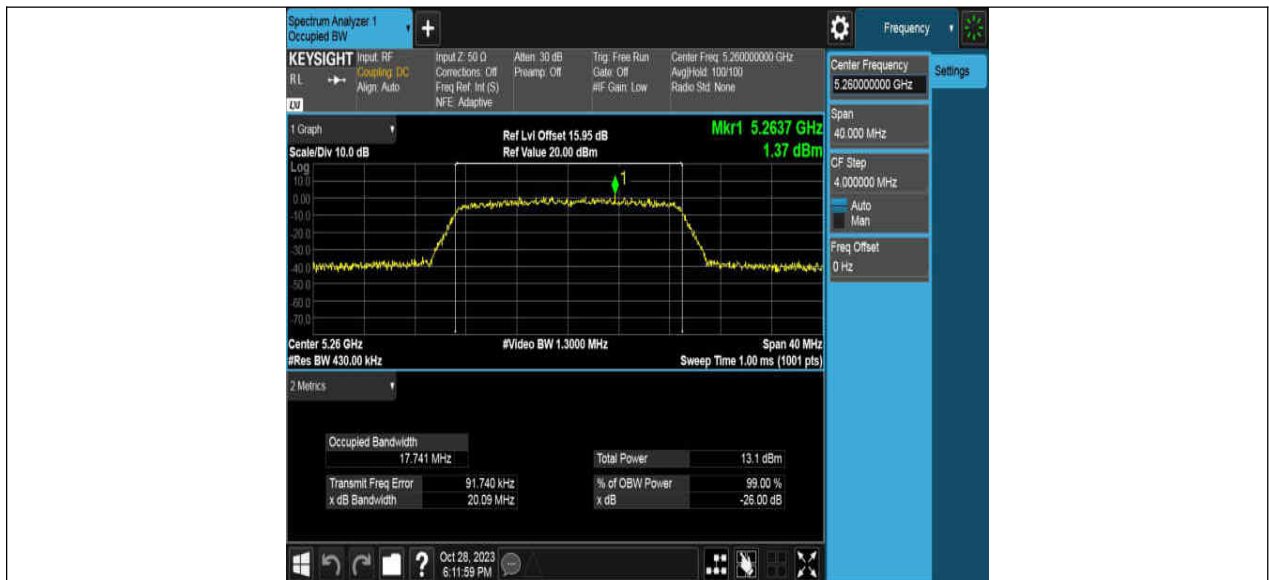 Spectrum Analyzer 1
Occupied BW
+
Frequency
KEYSIGHT
RL
LXI
Input: RF
Coupling: DC
Align: Auto
Input Z: 50 Ω
Corrections: Off
Freq Ref: Int (S)
NFE: Adaptive
Atten: 30 dB
Preamp: Off
Trig: Free Run
Gate: Off
#IF Gain: Low
Center Freq: 5.260000000 GHz
Avg|Hold: 100/100
Radio Std: None
Center Frequency
5.260000000 GHz
Settings
Span
40.000 MHz
CF Step
4.000000 MHz
Auto
Man
Freq Offset
0 Hz
1 Graph
Scale/Div 10.0 dB
Ref Lvl Offset 15.95 dB
Ref Value 20.00 dBm
Mkr1 5.2637 GHz
1.37 dBm
Log
10.0
0.00
-10.0
-20.0
-30.0
-40.0
-50.0
-60.0
-70.0
1
Center 5.26 GHz
#Res BW 430.00 kHz
#Video BW 1.3000 MHz
Span 40 MHz
Sweep Time 1.00 ms (1001 pts)
2 Metrics
Occupied Bandwidth
17.741 MHz
Total Power 13.1 dBm
Transmit Freq Error 91.740 kHz
% of OBW Power 99.00 %
x dB Bandwidth 20.09 MHz
x dB -26.00 dB
?
Oct 28, 2023
6:11:59 PM